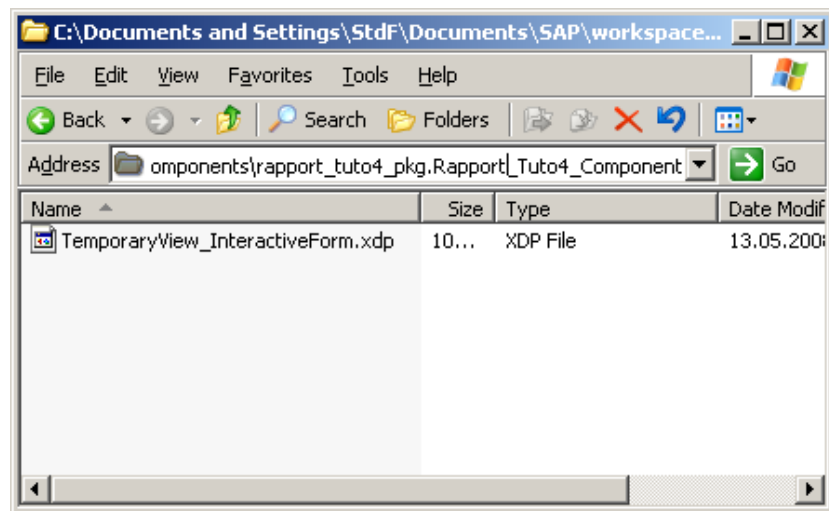 C:\Documents and Settings\StdF\Documents\SAP\workspace...
File Edit View Favorites Tools Help
Back Search Folders
Address omponents\rapport_tuto4_pkg.Rapport_Tuto4_Component Go
Name Size Type Date Modif
TemporaryView_InteractiveForm.xdp 10... XDP File 13.05.200